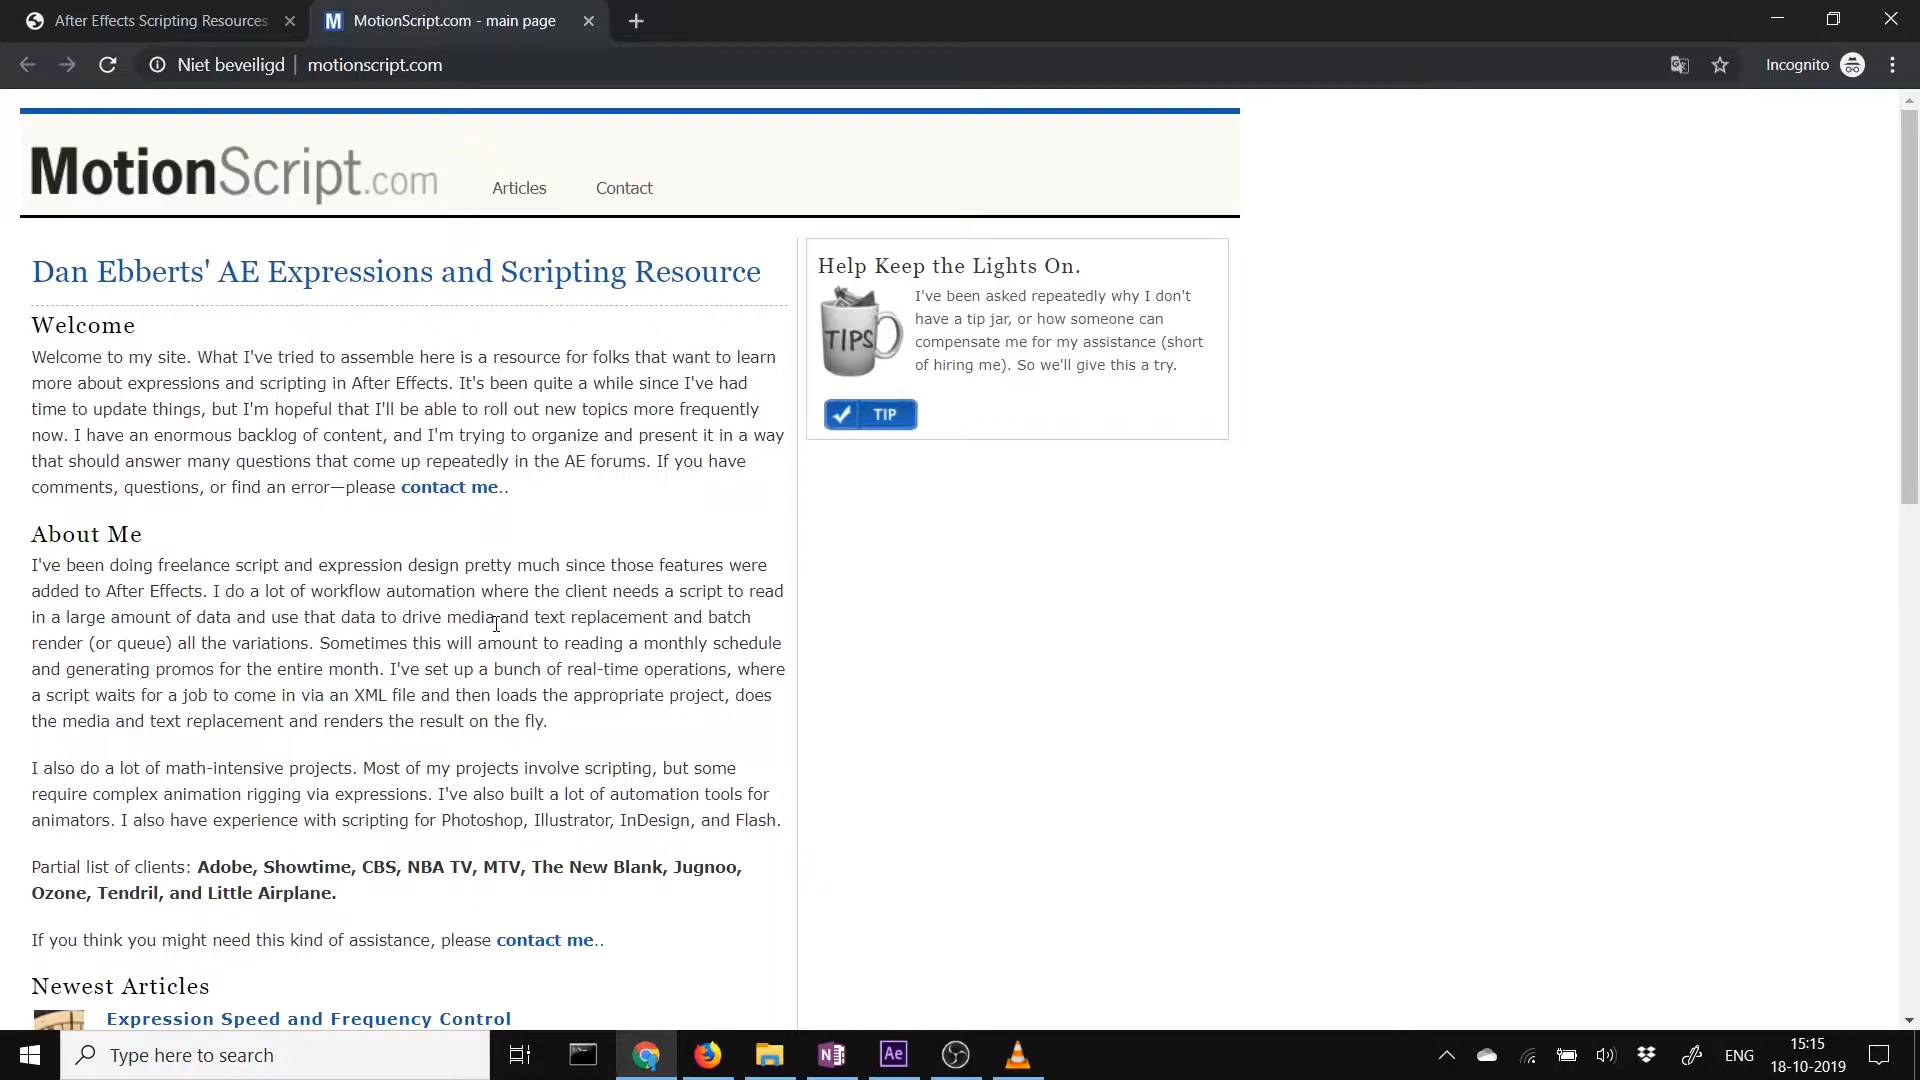 After Effects Scripting Resources
MotionScript.com - main page
Niet beveiligd | motionscript.com
Incognito
MotionScript.com
Articles
Contact
Dan Ebberts' AE Expressions and Scripting Resource
Welcome
Welcome to my site. What I've tried to assemble here is a resource for folks that want to learn
more about expressions and scripting in After Effects. It's been quite a while since I've had
time to update things, but I'm hopeful that I'll be able to roll out new topics more frequently
now. I have an enormous backlog of content, and I'm trying to organize and present it in a way
that should answer many questions that come up repeatedly in the AE forums. If you have
comments, questions, or find an error—please contact me..
About Me
I've been doing freelance script and expression design pretty much since those features were
added to After Effects. I do a lot of workflow automation where the client needs a script to read
in a large amount of data and use that data to drive media and text replacement and batch
render (or queue) all the variations. Sometimes this will amount to reading a monthly schedule
and generating promos for the entire month. I've set up a bunch of real-time operations, where
a script waits for a job to come in via an XML file and then loads the appropriate project, does
the media and text replacement and renders the result on the fly.
I also do a lot of math-intensive projects. Most of my projects involve scripting, but some
require complex animation rigging via expressions. I've also built a lot of automation tools for
animators. I also have experience with scripting for Photoshop, Illustrator, InDesign, and Flash.
Partial list of clients: Adobe, Showtime, CBS, NBA TV, MTV, The New Blank, Jugnoo,
Ozone, Tendril, and Little Airplane.
If you think you might need this kind of assistance, please contact me..
Newest Articles
Expression Speed and Frequency Control
Help Keep the Lights On.
TIPS
I've been asked repeatedly why I don't
have a tip jar, or how someone can
compensate me for my assistance (short
of hiring me). So we'll give this a try.
TIP
Type here to search
Ae
ENG
15:15
18-10-2019